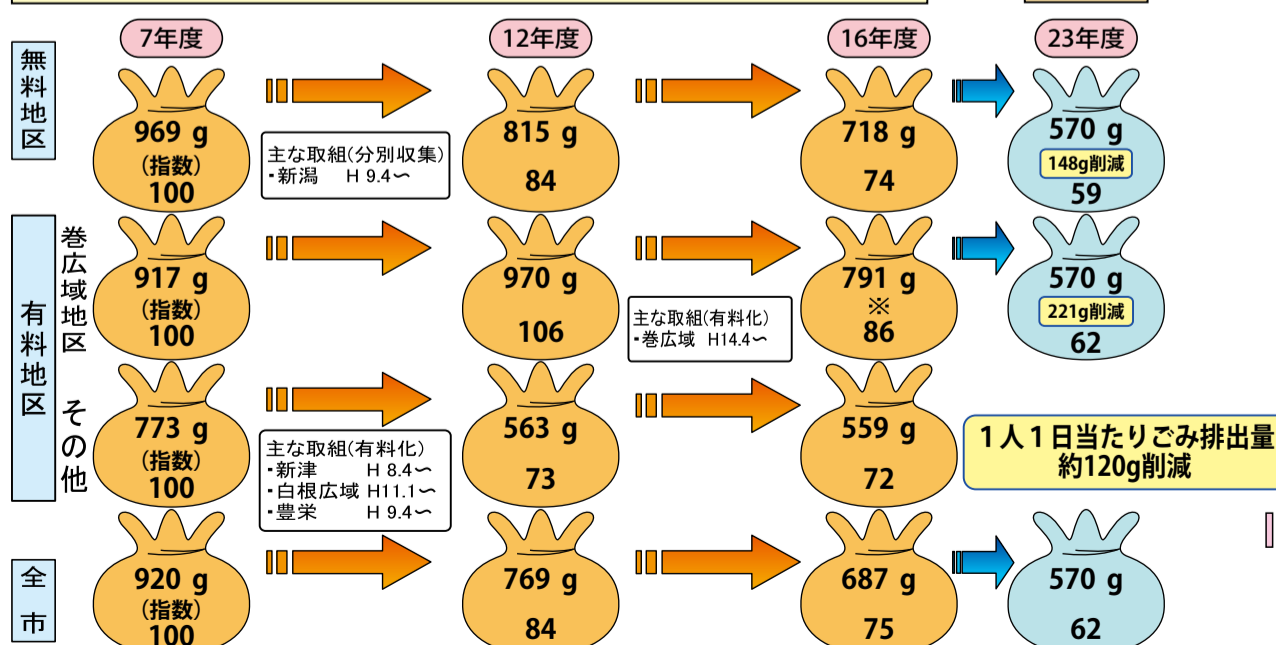 7年度
12年度
16年度
23年度
無料地区
969 g
(指数)
100
主な取組(分別収集)
・新潟 H 9.4～
815 g
84
718 g
74
570 g
148g削減
59
有料地区
巻広域地区
917 g
(指数)
100
970 g
106
主な取組(有料化)
・巻広域 H14.4～
791 g
※
86
570 g
221g削減
62
その他
773 g
(指数)
100
主な取組(有料化)
・新津 H 8.4～
・白根広域 H11.1～
・豊栄 H 9.4～
563 g
73
559 g
72
1人1日当たりごみ排出量
約120g削減
全市
920 g
(指数)
100
769 g
84
687 g
75
570 g
62